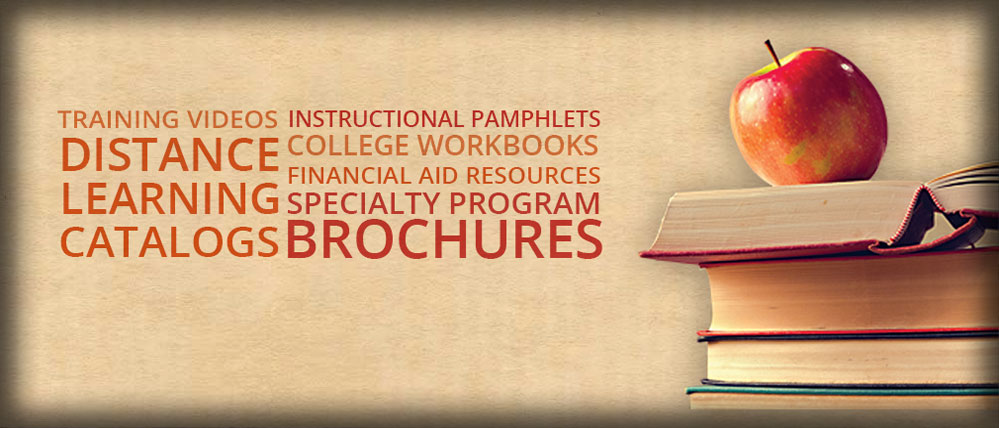 TRAINING VIDEOS
DISTANCE
LEARNING
CATALOGS
INSTRUCTIONAL PAMPHLETS
COLLEGE WORKBOOKS
FINANCIAL AID RESOURCES
SPECIALTY PROGRAM
BROCHURES